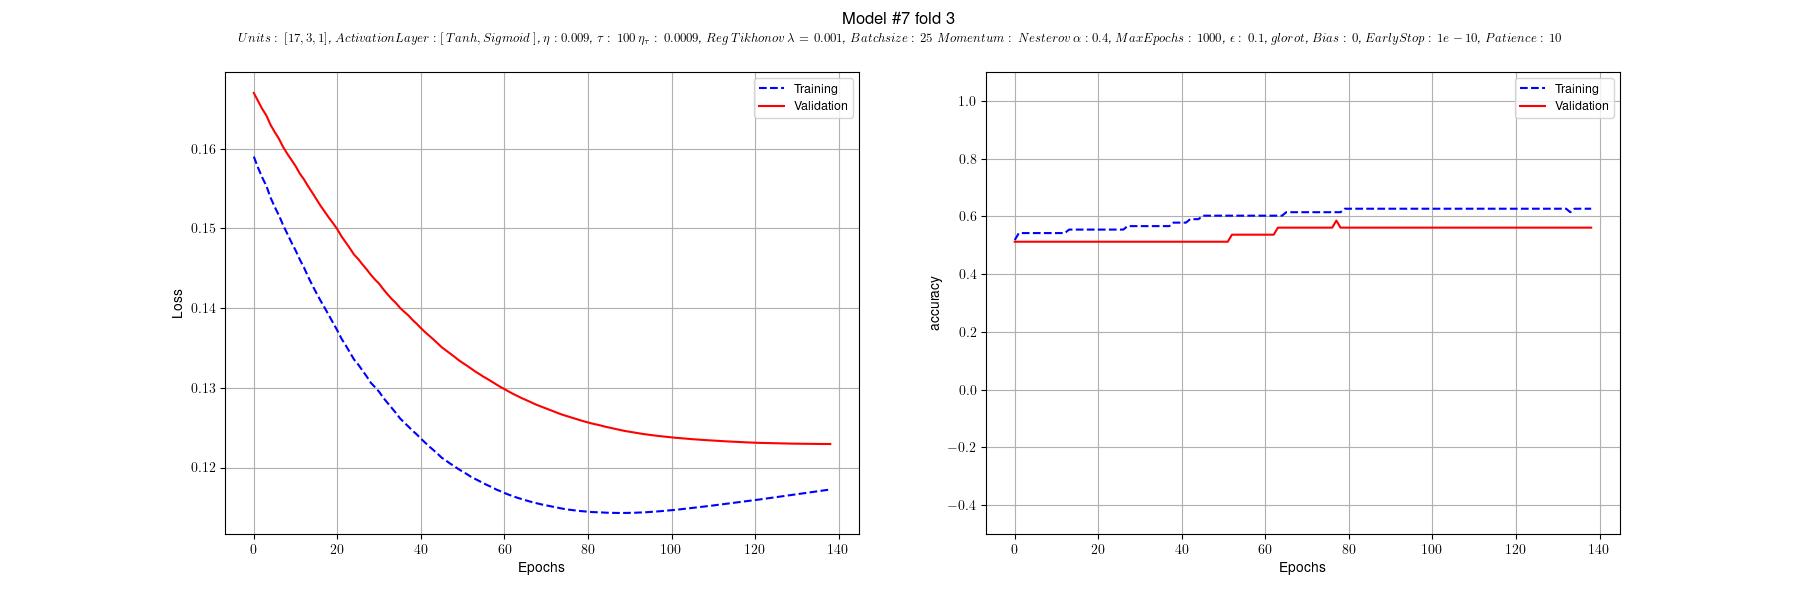 Model #7 fold 3
Units : [17, 3, 1], ActivationLayer : [ Tanh, Sigmoid ], η : 0.009, τ : 100 η_τ : 0.0009, Reg Tikhonov λ = 0.001, Batchsize : 25 Momentum : Nesterov α : 0.4, MaxEpochs : 1000, ϵ : 0.1, glorot, Bias : 0, EarlyStop : 1e − 10, Patience : 10
Training
Validation
0.16
0.15
0.14
0.13
0.12
Loss
0 20 40 60 80 100 120 140
Epochs
Training
Validation
1.0
0.8
0.6
0.4
0.2
0.0
−0.2
−0.4
accuracy
0 20 40 60 80 100 120 140
Epochs